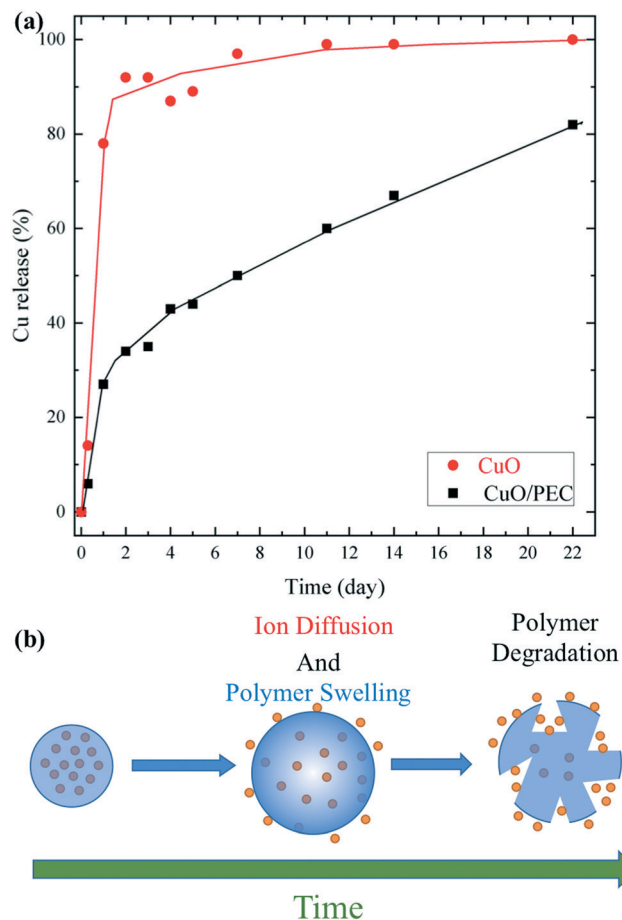 (a)
100
80
60
40
20
0
Cu release (%)
CuO
CuO/PEC
0 2 4 6 8 10 12 14 16 18 20 22
Time (day)
(b)
Ion Diffusion
And
Polymer Swelling
Polymer
Degradation
Time